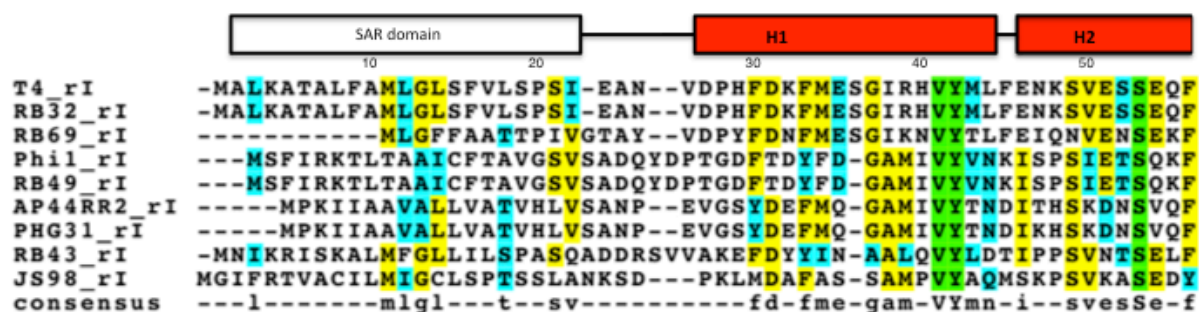 SAR domain H1 H2
10 20 30 40 50
T4_rI -MALKATALFAMLGLSFVLSPSI-EAN--VDPHFDKFMESGIRHVYMLFENKSVESSEQF
RB32_rI -MALKATALFAMLGLSFVLSPSI-EAN--VDPHFDKFMESGIRHVYMLFENKSVESSEQF
RB69_rI -----------MLGFFAATTPIVGTAY--VDPYFDNFMESGIKNVYTLFEIQNVENSEKF
Phi1_rI ---MSFIRKTLTAAICFTAVGSVSADQYDPTGDFTDYFD-GAMIVYVNKISPSIETSQKF
RB49_rI ---MSFIRKTLTAAICFTAVGSVSADQYDPTGDFTDYFD-GAMIVYVNKISPSIETSQKF
AP44RR2_rI -----MPKIIAAVALLVATVHLVSANP--EVGSYDEFMQ-GAMIVYTNDITHSKDNSVQF
PHG31_rI -----MPKIIAAVALLVATVHLVSANP--EVGSYDEFMQ-GAMIVYTNDIKHSKDNSVQF
RB43_rI -MNIKRISKALMFGLLILSPASQADDRSVVAKEFDYYIN-AALQVYLDTIPPSVNTSELF
JS98_rI MGIFRTVACILMIGCLSPTSSLANKSD---PKLMDAFAS-SAMPVYAQMSKPSVKASEDY
consensus ---l-------mlgl---t--sv----------fd-fme-gam-VYmn-i--svesSe-f